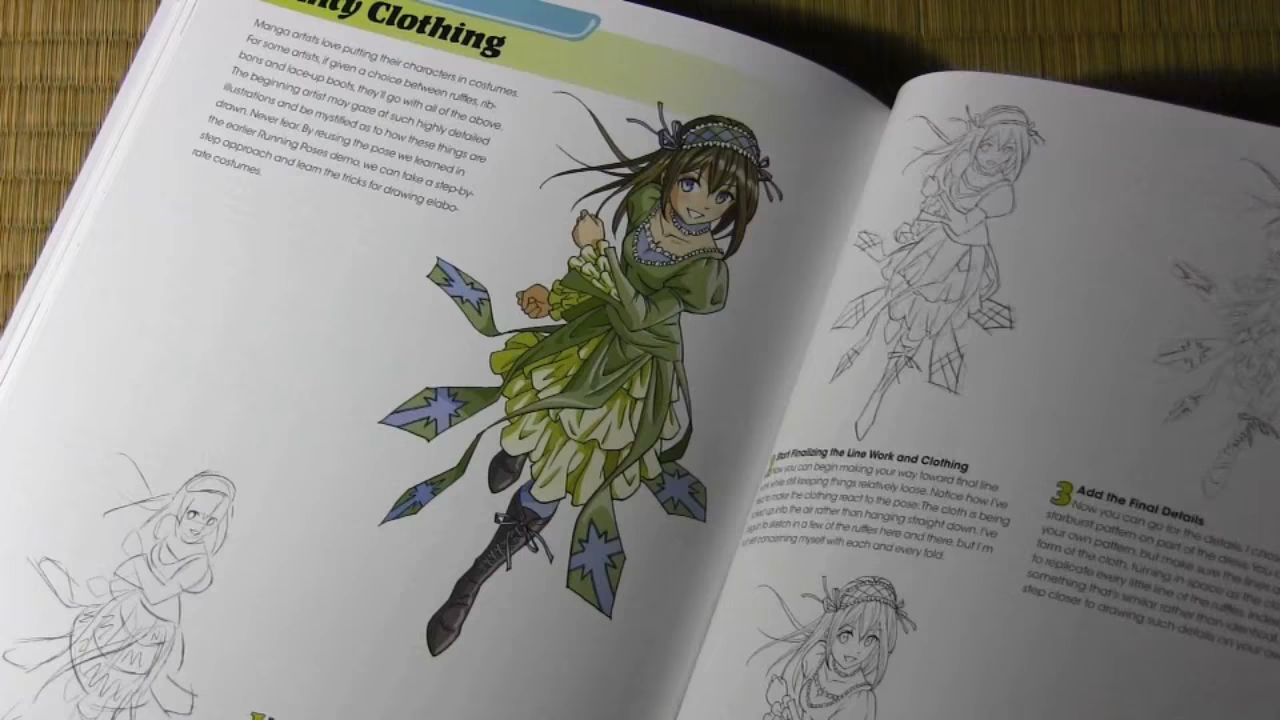 Clothing
Manga artists love putting their characters in costumes.
For some artists, if given a choice between ruffles, rib-
bons and lace-up boots, they'll go with all of the above.
The beginning artist may gaze at such highly detailed
illustrations and be mystified as to how these things are
drawn. Never fear. By reusing the pose we learned in
the earlier Running Poses demo, we can take a step-by-
step approach and learn the tricks for drawing elabo-
rate costumes.
1
Start Finalizing the Line Work and Clothing
you can begin making your way toward final line
while still keeping things relatively loose. Notice how I've
to make the clothing react to the pose. The cloth is being
up into the air rather than hanging straight down. I've
to sketch in a few of the ruffles here and there, but I'm
concerning myself with each and every fold.
3 Add the Final Details
Now you can go for the details. I
starburst pattern on part of the dress. You
your own pattern, but make sure the lines
form of the cloth, turning in space as the
to replicate every little line of the ruffles.
something that's similar rather than identical
step closer to drawing such details on your